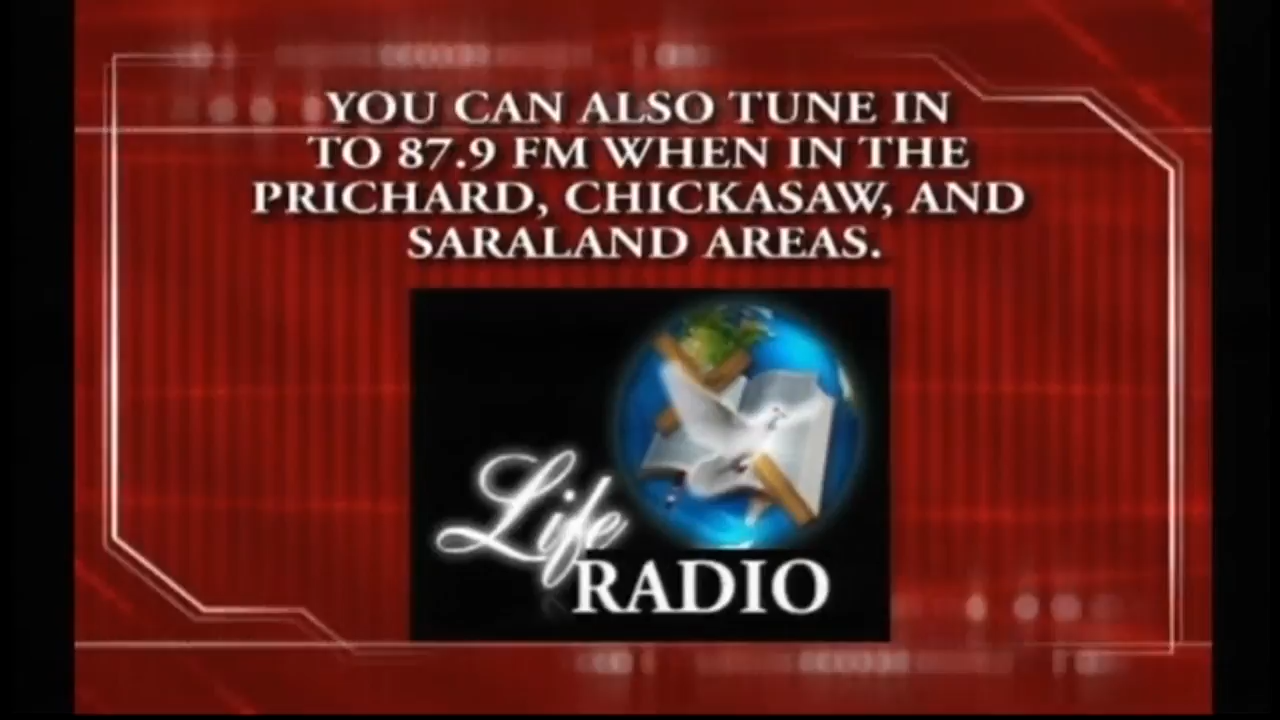 YOU CAN ALSO TUNE IN
TO 87.9 FM WHEN IN THE
PRICHARD, CHICKASAW, AND
SARALAND AREAS.
Life
RADIO